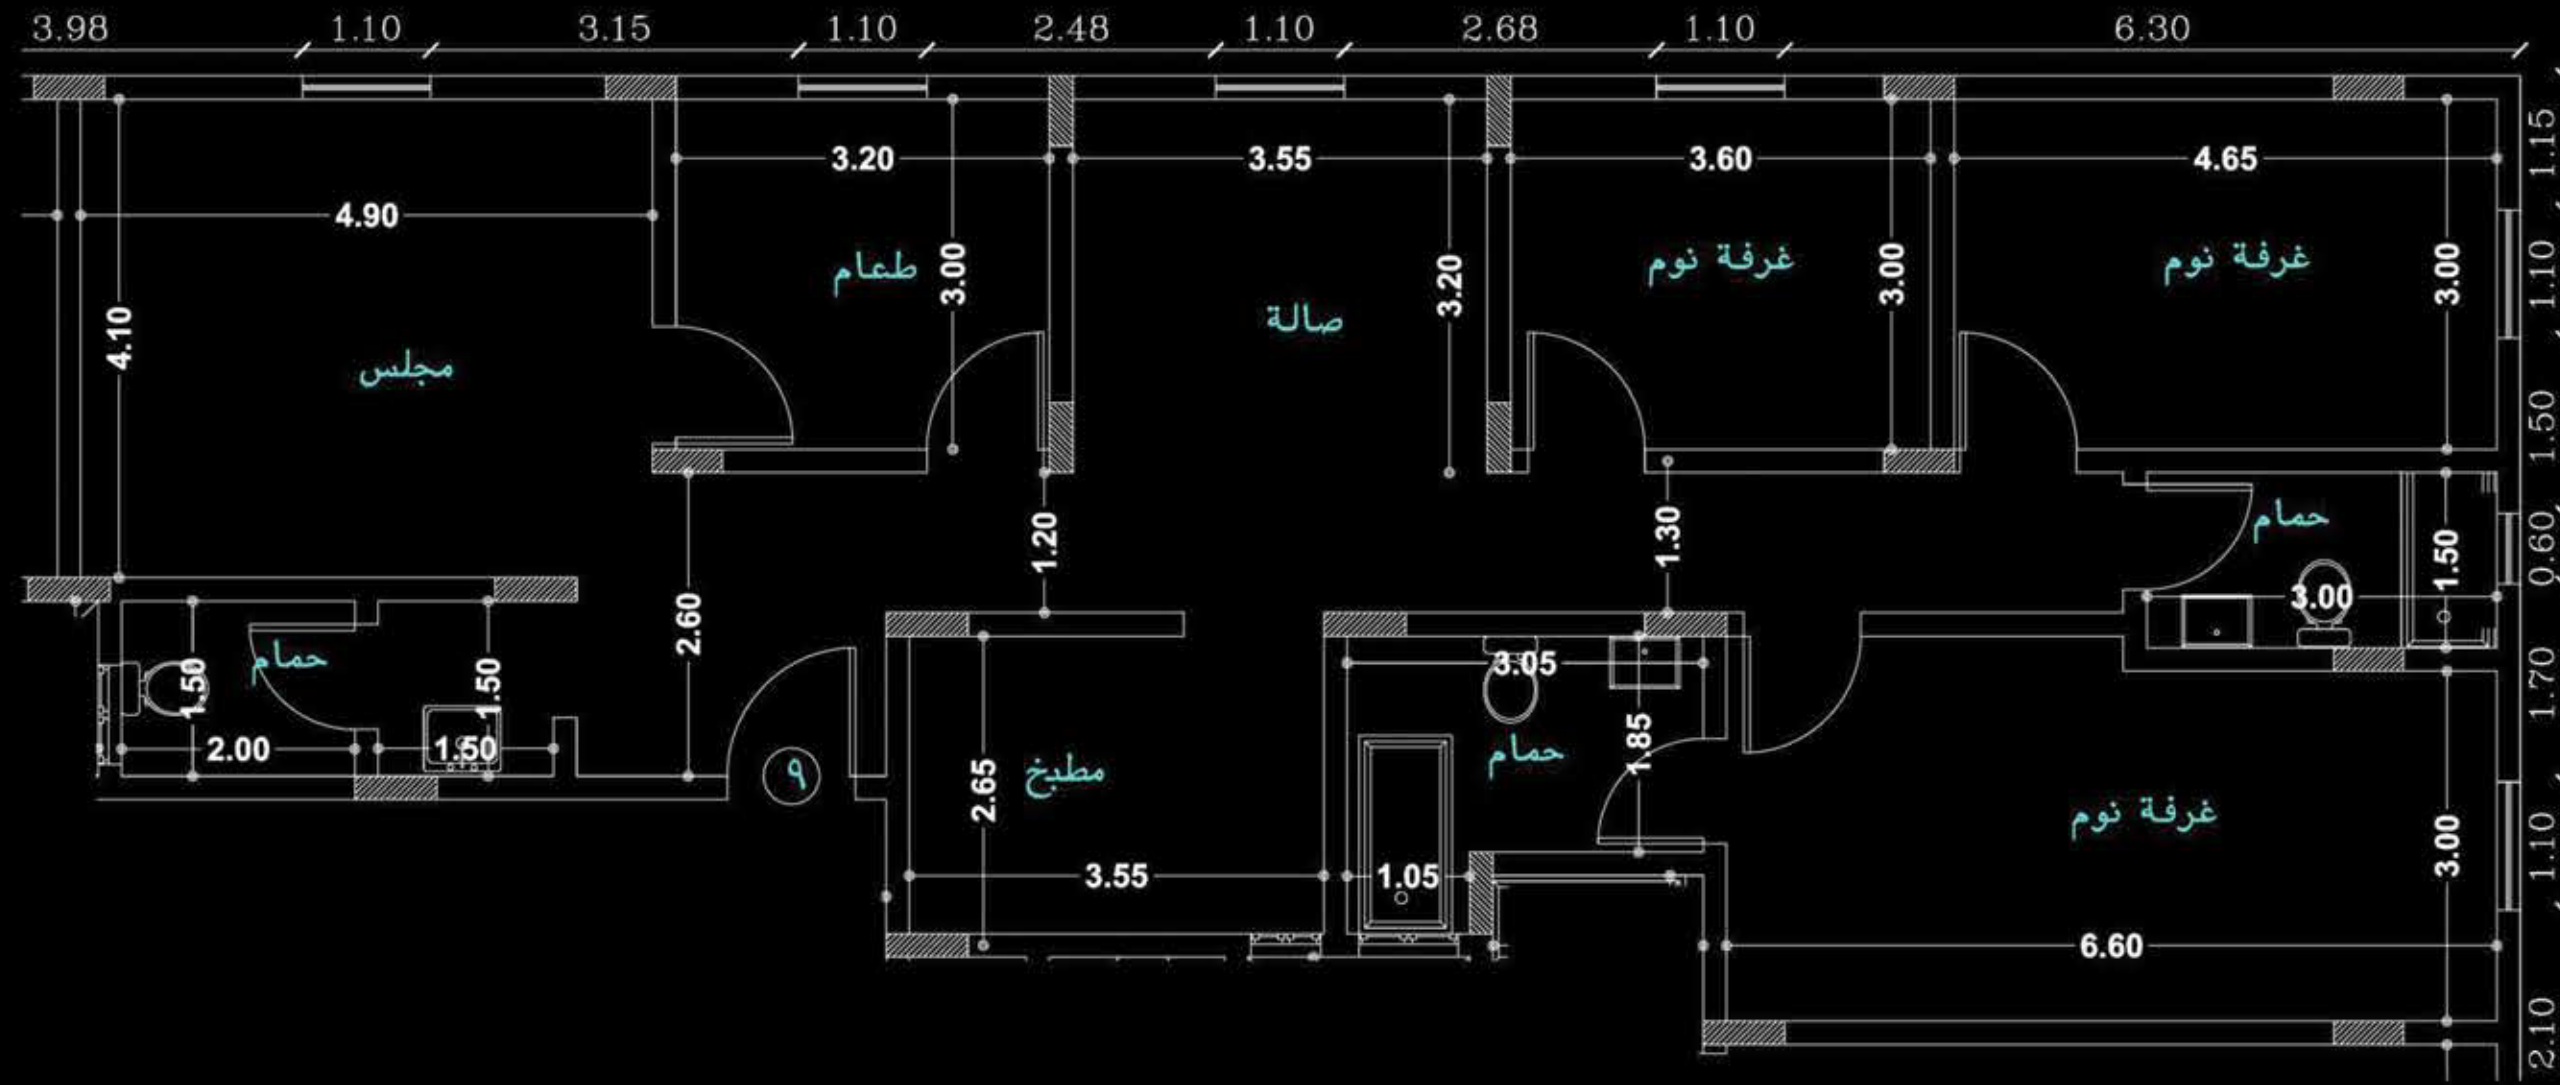 3.98 1.10 3.15 1.10 2.48 1.10 2.68 1.10 6.30
1.15
3.20 3.55 3.60 4.65
4.90
طعام 3.00 3.20 غرفة نوم 3.00 غرفة نوم 3.00 1.10
صالة
4.10
مجلس
1.50
حمام
1.20 1.30 1.50 0.60
3.00
2.60
حمام 1.50 1.50 3.05 1.70
2.00 1.50 1.85 حمام
٩ مطبخ 2.65
غرفة نوم 3.00 1.10
3.55 1.05
6.60
2.10